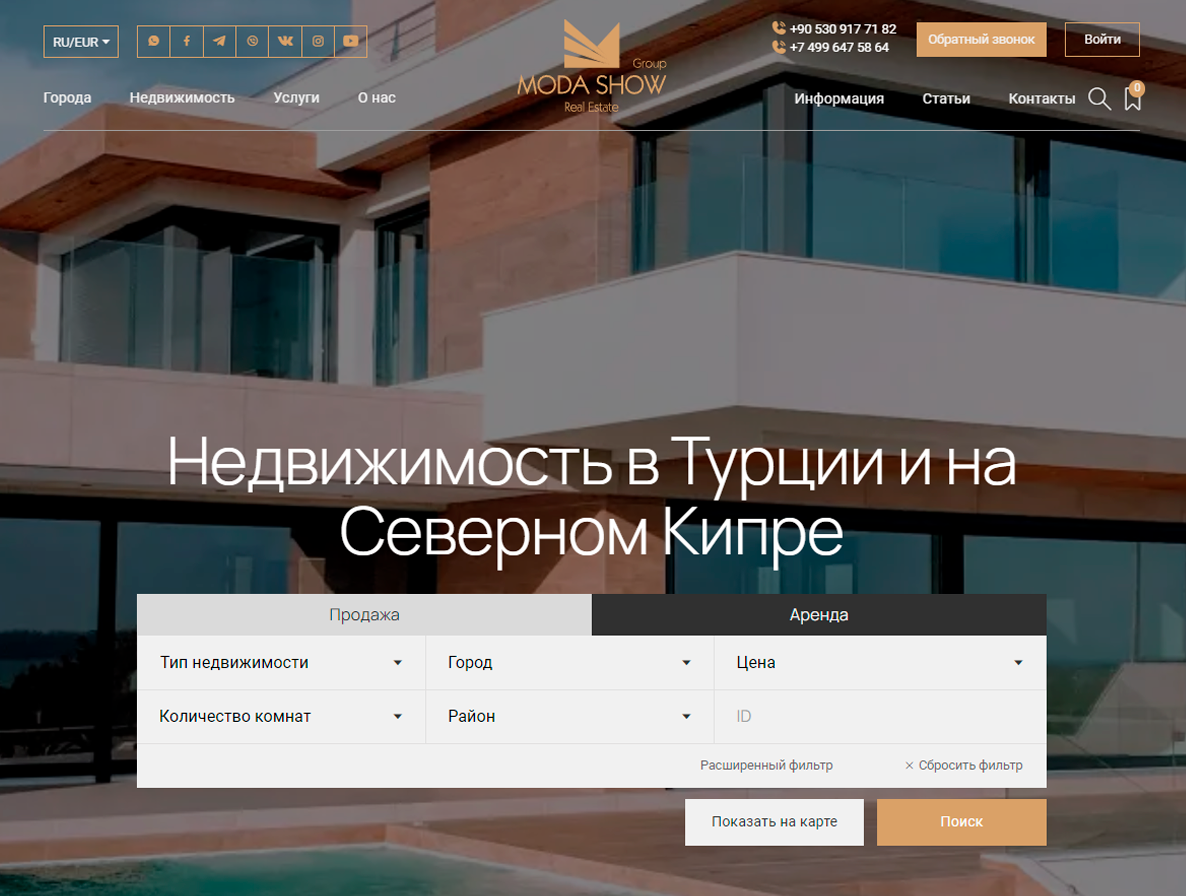 RU/EUR
+90 530 917 71 82
+7 499 647 58 64
Обратный звонок
Войти
Group
MODA SHOW
Real Estate
Города
Недвижимость
Услуги
О нас
Информация
Статьи
Контакты
0
Недвижимость в Турции и на
Северном Кипре
Продажа
Аренда
Тип недвижимости
Город
Цена
Количество комнат
Район
ID
Расширенный фильтр
× Сбросить фильтр
Показать на карте
Поиск